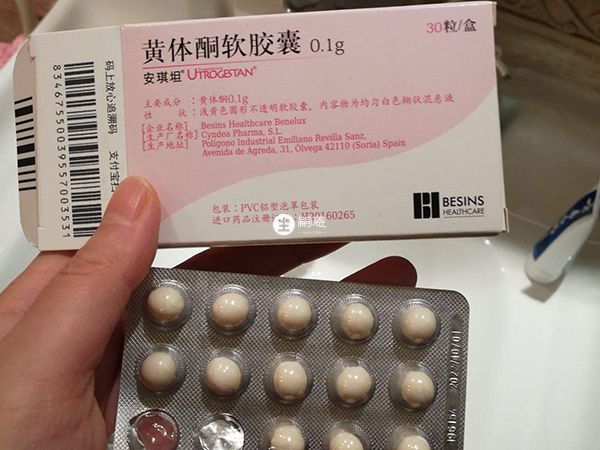 黄体酮软胶囊 0.1g
30粒/盒
安琪坦® UTROGESTAN®
主要成分：黄体酮0.1g
性 状：浅黄色圆形不透明软胶囊，内容物为均匀白色糊状混悬液
[企业名称] Besins Healthcare Benelux
[生产厂名称] Cyndea Pharma, S.L.
[生产地址] Poligono Industrial Emiliano Revilla Sanz,
Avenida de Agreda, 31, Olvega 42110 (Soria) Spain
包装：PVC铝塑泡罩包装
进口药品注册 H20160265
BESINS
HEALTHCARE
码上放心追溯码
支付宝扫
83467550039557003531